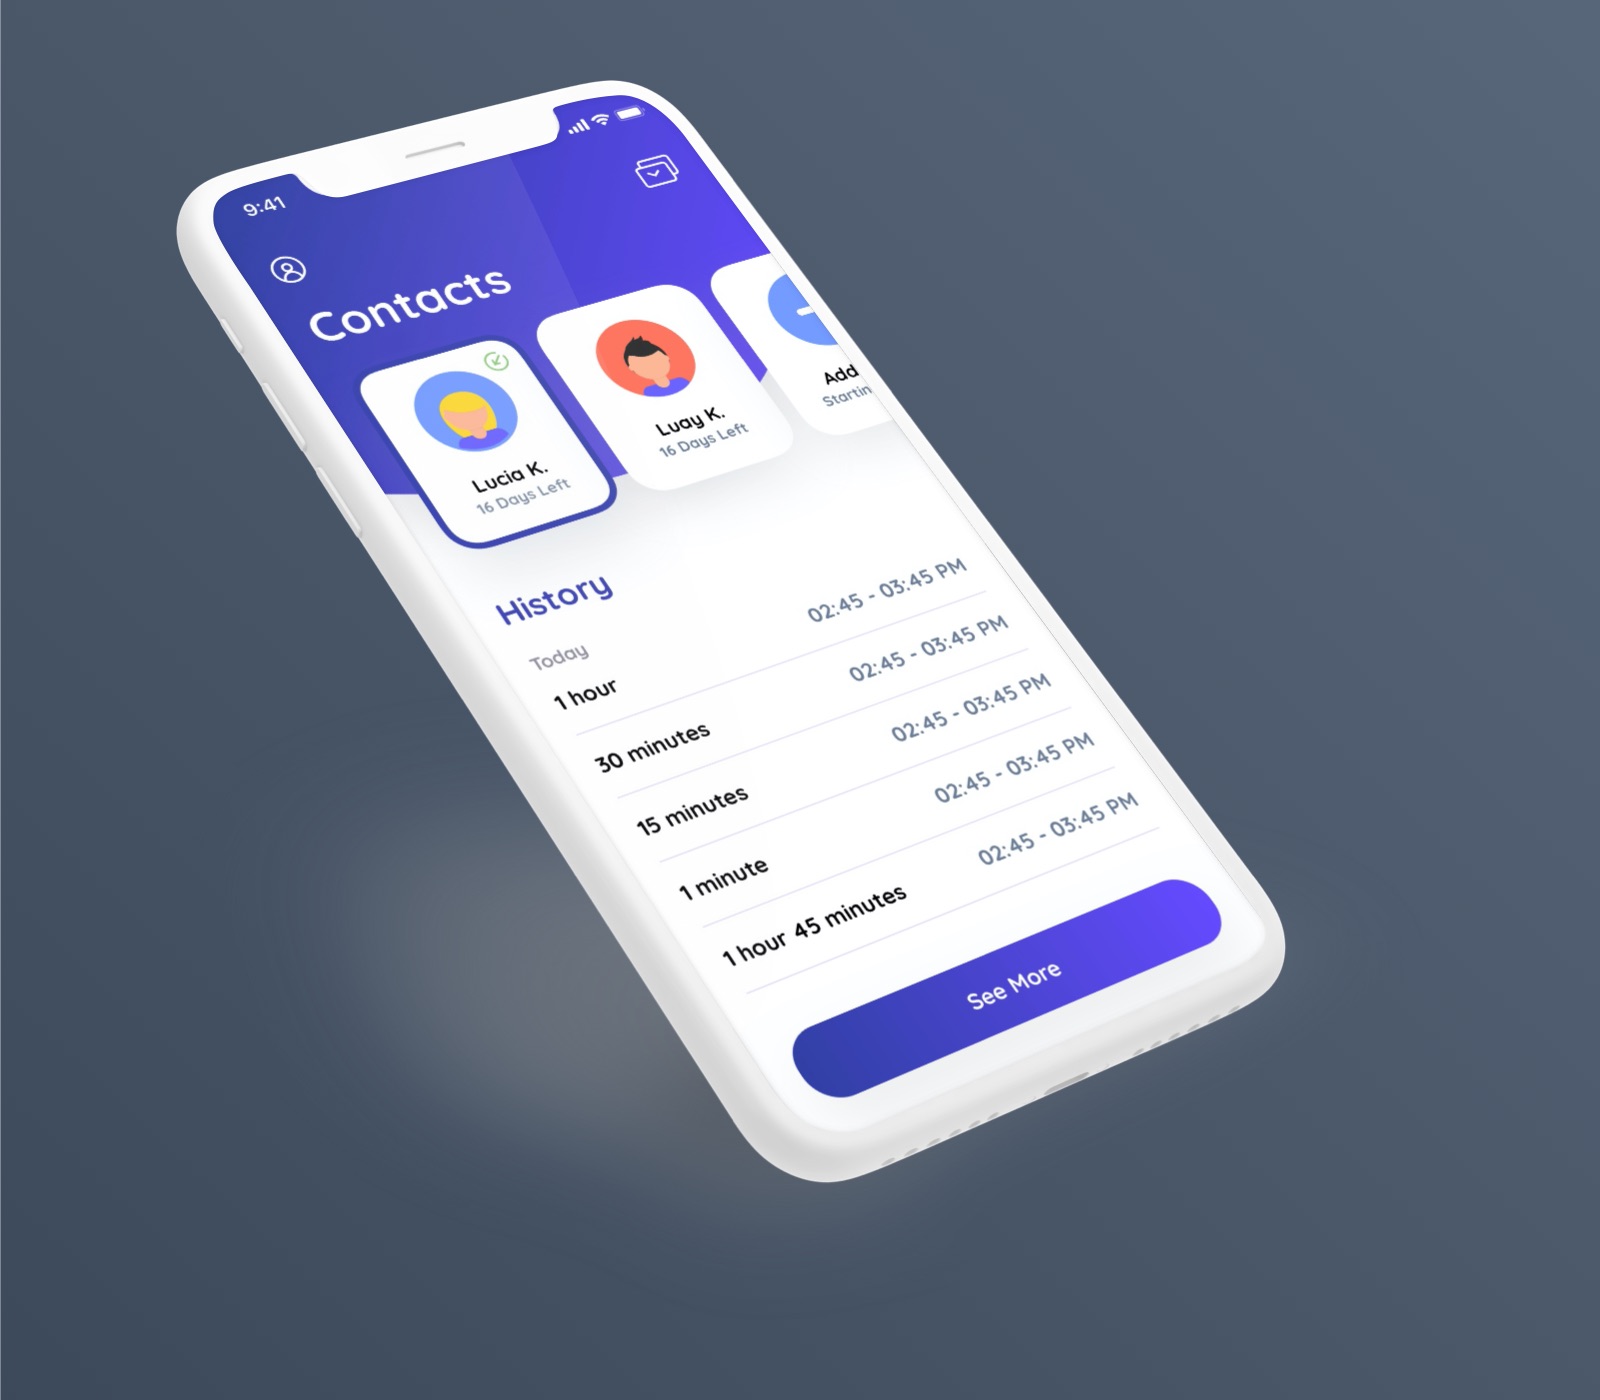 9:41
Contacts
Lucia K.
16 Days Left
Luay K.
16 Days Left
Add
History
Today
1 hour
02:45 - 03:45 PM
30 minutes
02:45 - 03:45 PM
15 minutes
02:45 - 03:45 PM
1 minute
02:45 - 03:45 PM
1 hour 45 minutes
02:45 - 03:45 PM
See More